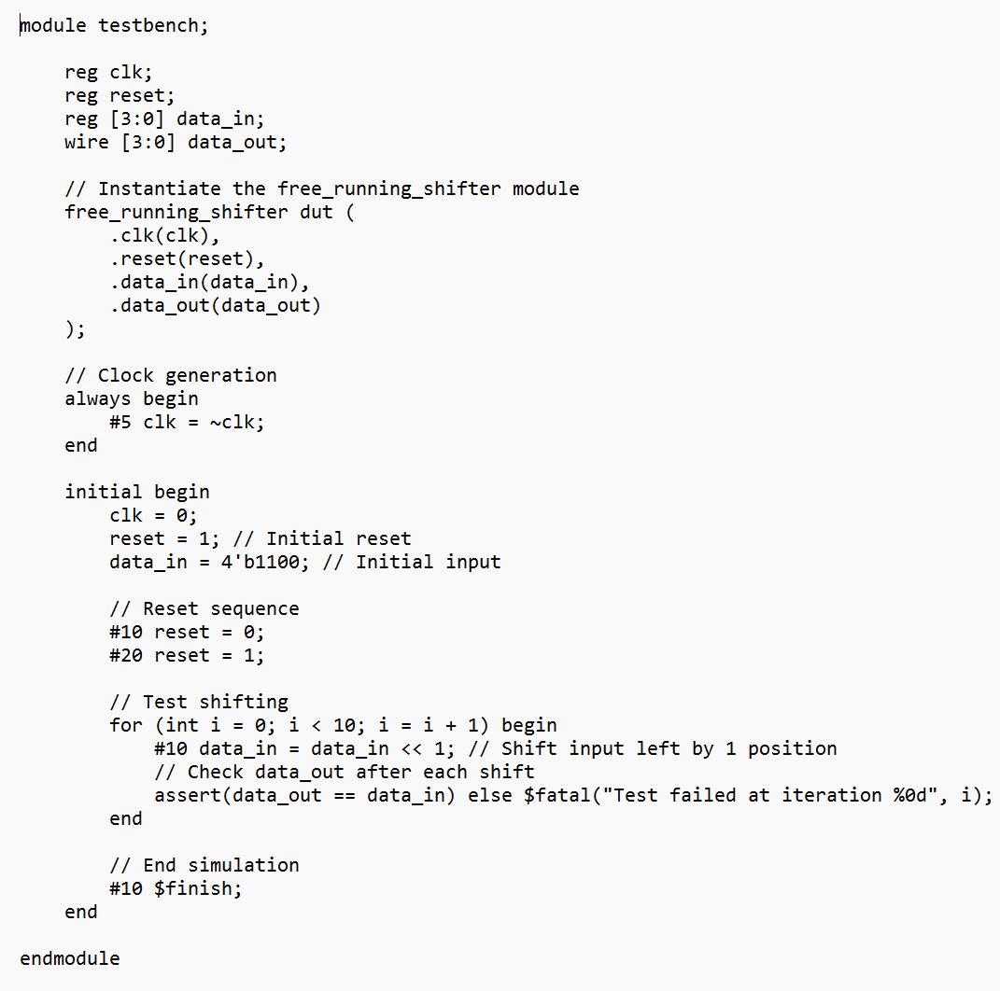 module testbench;

    reg clk;
    reg reset;
    reg [3:0] data_in;
    wire [3:0] data_out;

    // Instantiate the free_running_shifter module
    free_running_shifter dut (
        .clk(clk),
        .reset(reset),
        .data_in(data_in),
        .data_out(data_out)
    );

    // Clock generation
    always begin
        #5 clk = ~clk;
    end

    initial begin
        clk = 0;
        reset = 1; // Initial reset
        data_in = 4'b1100; // Initial input

        // Reset sequence
        #10 reset = 0;
        #20 reset = 1;

        // Test shifting
        for (int i = 0; i < 10; i = i + 1) begin
            #10 data_in = data_in << 1; // Shift input left by 1 position
            // Check data_out after each shift
            assert(data_out == data_in) else $fatal("Test failed at iteration %0d", i);
        end

        // End simulation
        #10 $finish;
    end

endmodule